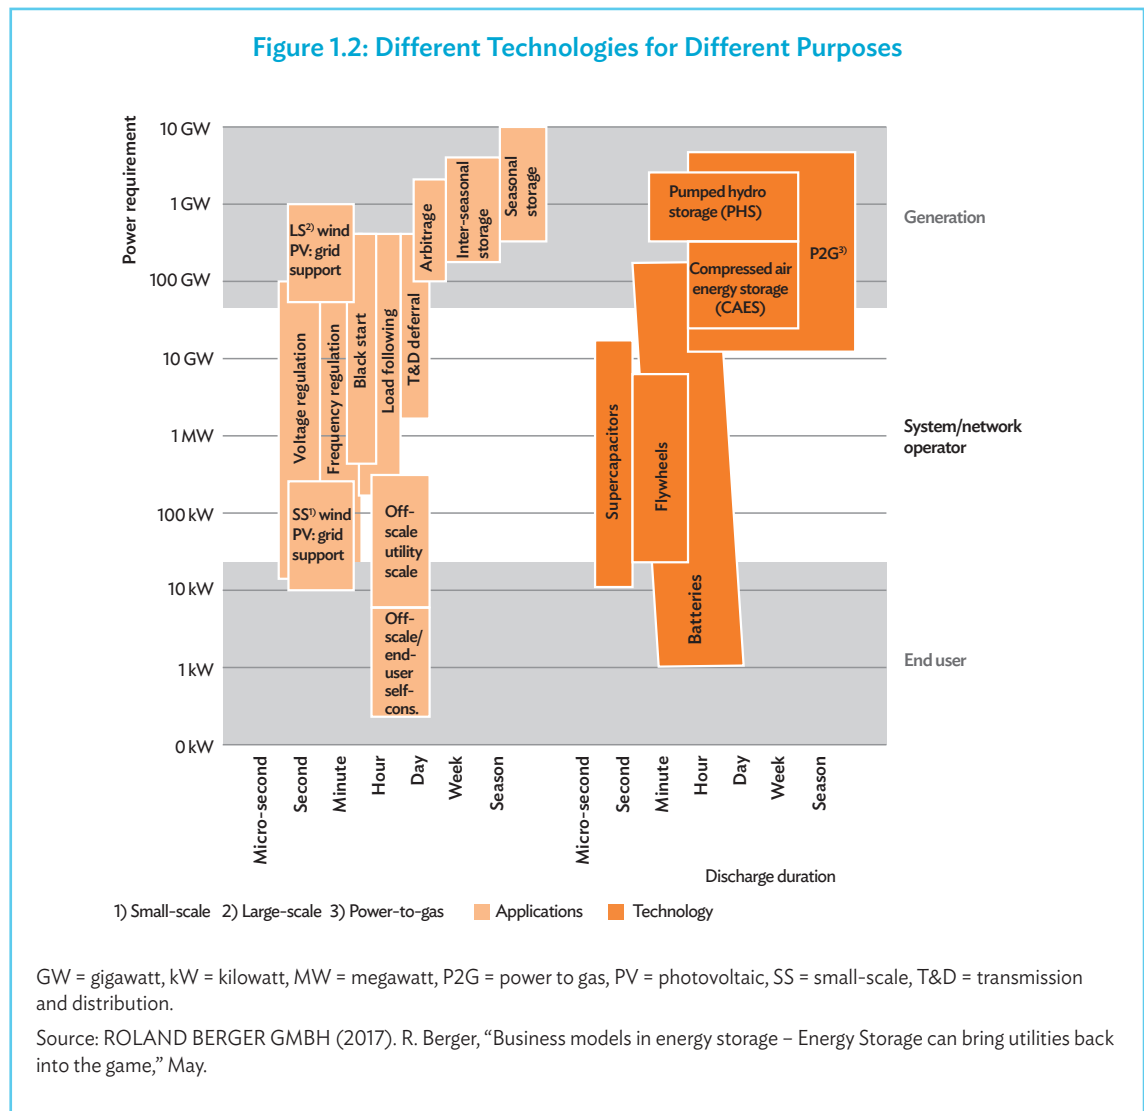 Figure 1.2: Different Technologies for Different Purposes
Power requirement
10 GW
1 GW
100 GW
10 GW
1 MW
100 kW
10 kW
1 kW
0 kW
LS2) wind
PV: grid
support
Voltage regulation
Frequency regulation
Black start
Load following
T&D deferral
Arbitrage
Inter-seasonal
storage
Seasonal
storage
SS1) wind
PV: grid
support
Off-
scale
utility
scale
Off-
scale/
end-
user
self-
cons.
Pumped hydro
storage (PHS)
Compressed air
energy storage
(CAES)
P2G3)
Supercapacitors
Flywheels
Batteries
Generation
System/network
operator
End user
Micro-second
Second
Minute
Hour
Day
Week
Season
Micro-second
Second
Minute
Hour
Day
Week
Season
Discharge duration
1) Small-scale 2) Large-scale 3) Power-to-gas Applications Technology
GW = gigawatt, kW = kilowatt, MW = megawatt, P2G = power to gas, PV = photovoltaic, SS = small-scale, T&D = transmission
and distribution.
Source: ROLAND BERGER GMBH (2017). R. Berger, “Business models in energy storage – Energy Storage can bring utilities back
into the game,” May.